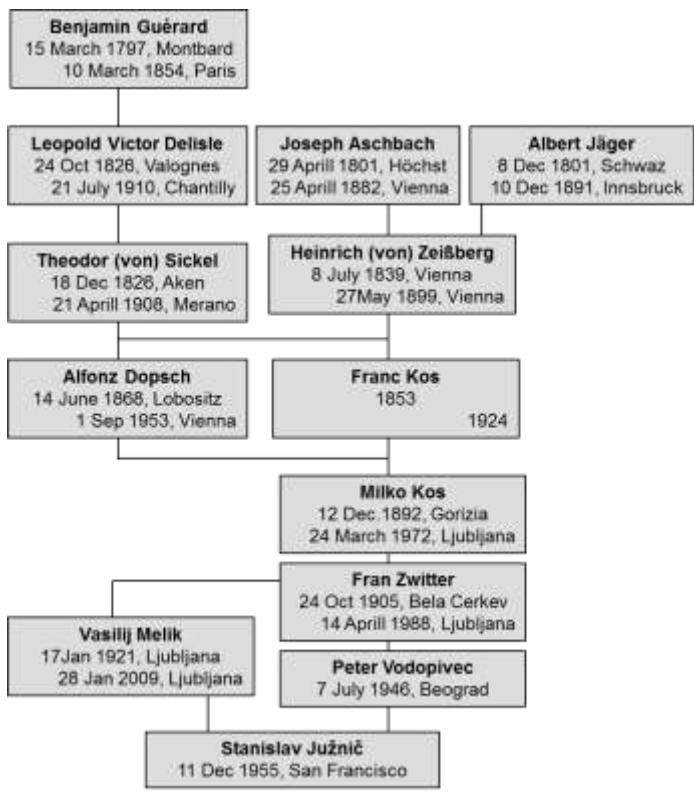 Benjamin Guérard
15 March 1797, Montbard
10 March 1854, Paris
Leopold Victor Delisle
24 Oct 1826, Valognes
21 July 1910, Chantilly
Joseph Aschbach
29 Aprill 1801, Höchst
25 Aprill 1882, Vienna
Albert Jäger
8 Dec 1801, Schwaz
10 Dec 1891, Innsbruck
Theodor (von) Sickel
18 Dec 1826, Aken
21 Aprill 1908, Merano
Heinrich (von) Zeißberg
8 July 1839, Vienna
27May 1899, Vienna
Alfonz Dopsch
14 June 1868, Lobositz
1 Sep 1953, Vienna
Franc Kos
1853
1924
Milko Kos
12 Dec.1892, Gorizia
24 March 1972, Ljubljana
Fran Zwitter
24 Oct 1905, Bela Cerkev
14 Aprill 1988, Ljubljana
Vasilij Melik
17Jan 1921, Ljubljana
28 Jan 2009, Ljubljana
Peter Vodopivec
7 July 1946, Beograd
Stanislav Južnič
11 Dec 1955, San Francisco